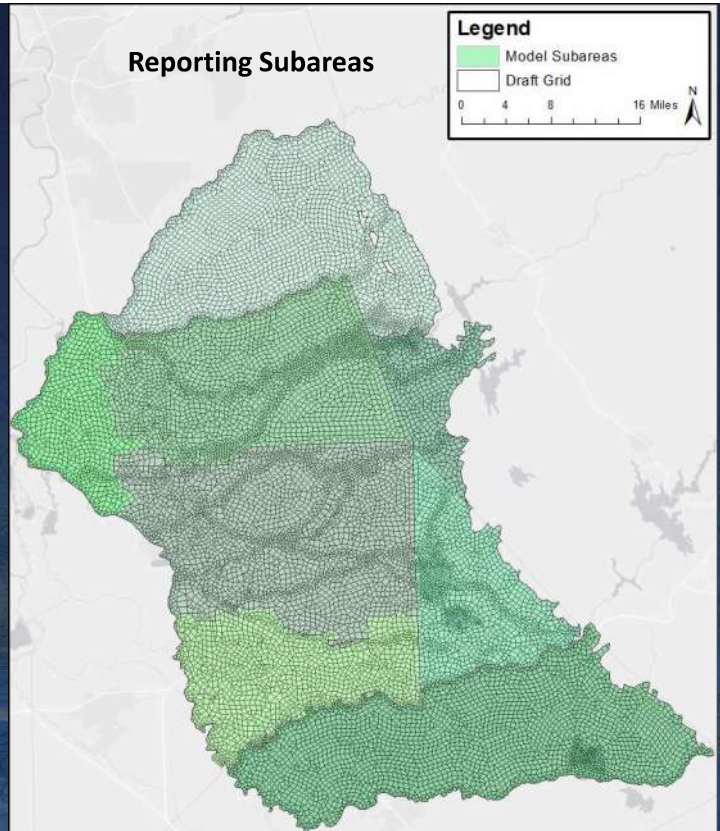 Reporting Subareas
Legend
Model Subareas
Draft Grid
N
0 4 8 16 Miles